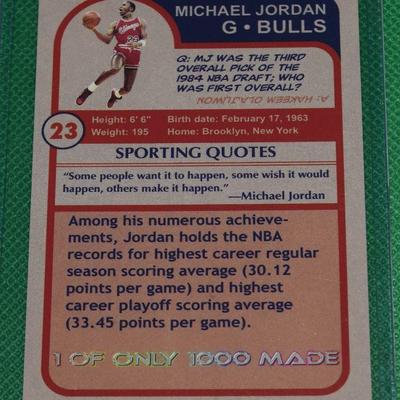 MICHAEL JORDAN
G • BULLS
Q: MJ WAS THE THIRD
OVERALL PICK OF THE
1984 NBA DRAFT; WHO
WAS FIRST OVERALL?
A: HAKEEM OLAJUWON
23
Height: 6' 6"
Birth date: February 17, 1963
Weight: 195
Home: Brooklyn, New York
SPORTING QUOTES
“Some people want it to happen, some wish it would
happen, others make it happen.”
—Michael Jordan
Among his numerous achieve-
ments, Jordan holds the NBA
records for highest career regular
season scoring average (30.12
points per game) and highest
career playoff scoring average
(33.45 points per game).
1 OF ONLY 1000 MADE